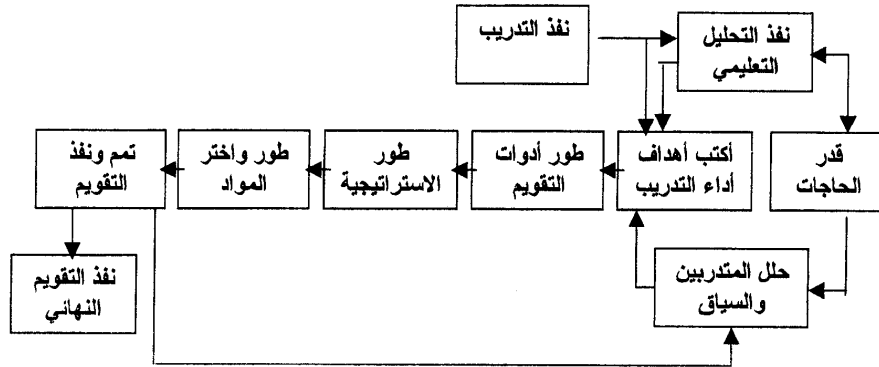 نفذ التدريب
نفذ التحليل
التعليمي
قدر
الحاجات
أكتب أهداف
أداء التدريب
طور أدوات
التقويم
طور
الاستراتيجية
طور واختر
المواد
تمم ونفذ
التقويم
حلل المتدربين
والسياق
نفذ التقويم
النهائي